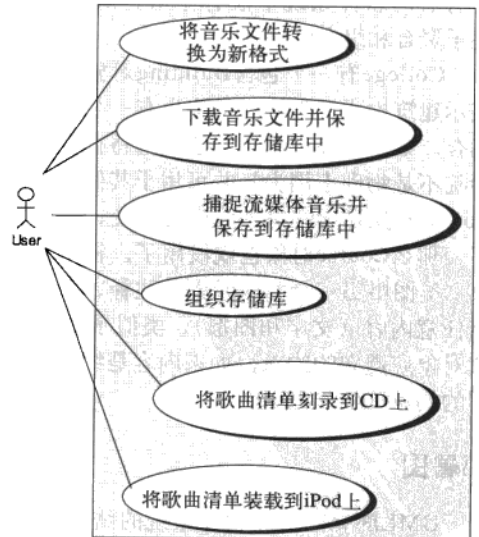 将音乐文件转
换为新格式
下载音乐文件并保
存到存储库中
捕捉流媒体音乐并
保存到存储库中
User
组织存储库
将歌曲清单刻录到CD上
将歌曲清单装载到iPod上